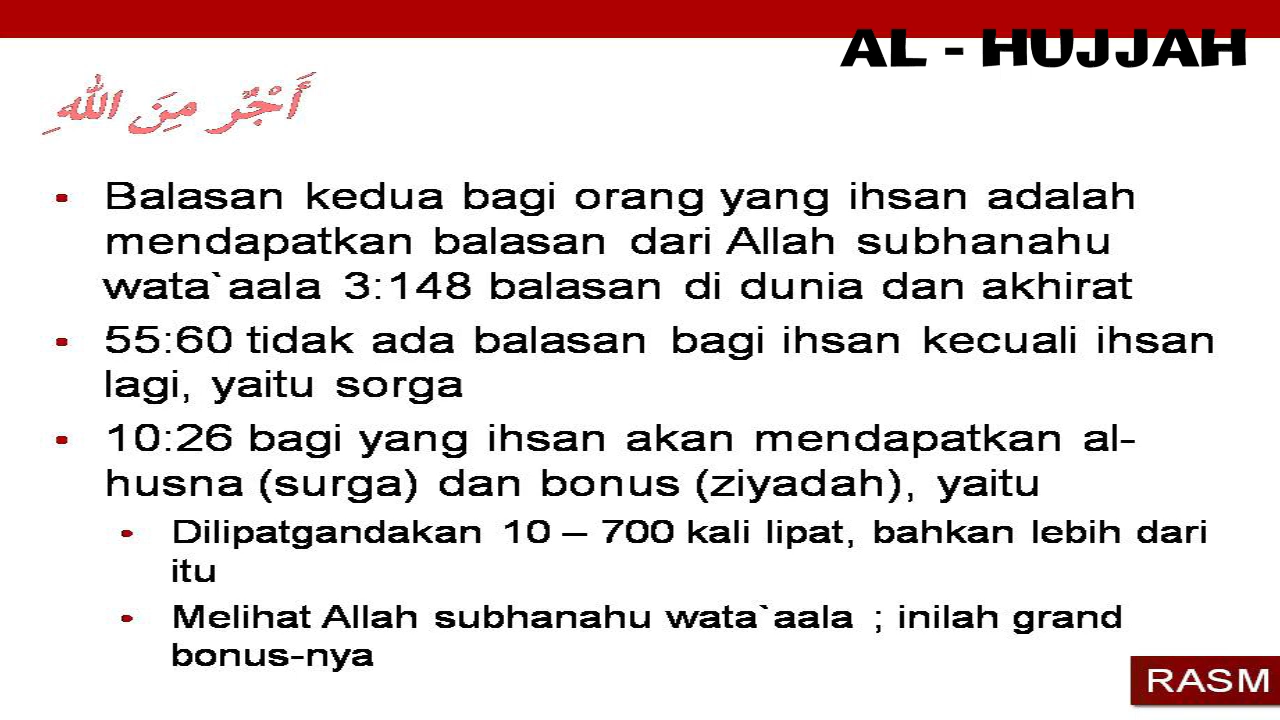 AL - HUJJAH
أَجْرٌ مِنَ اللهِ
• Balasan kedua bagi orang yang ihsan adalah
mendapatkan balasan dari Allah subhanahu
wata`aala 3:148 balasan di dunia dan akhirat
• 55:60 tidak ada balasan bagi ihsan kecuali ihsan
lagi, yaitu sorga
• 10:26 bagi yang ihsan akan mendapatkan al-
husna (surga) dan bonus (ziyadah), yaitu
• Dilipatgandakan 10 – 700 kali lipat, bahkan lebih dari
itu
• Melihat Allah subhanahu wata`aala ; inilah grand
bonus-nya
RASM